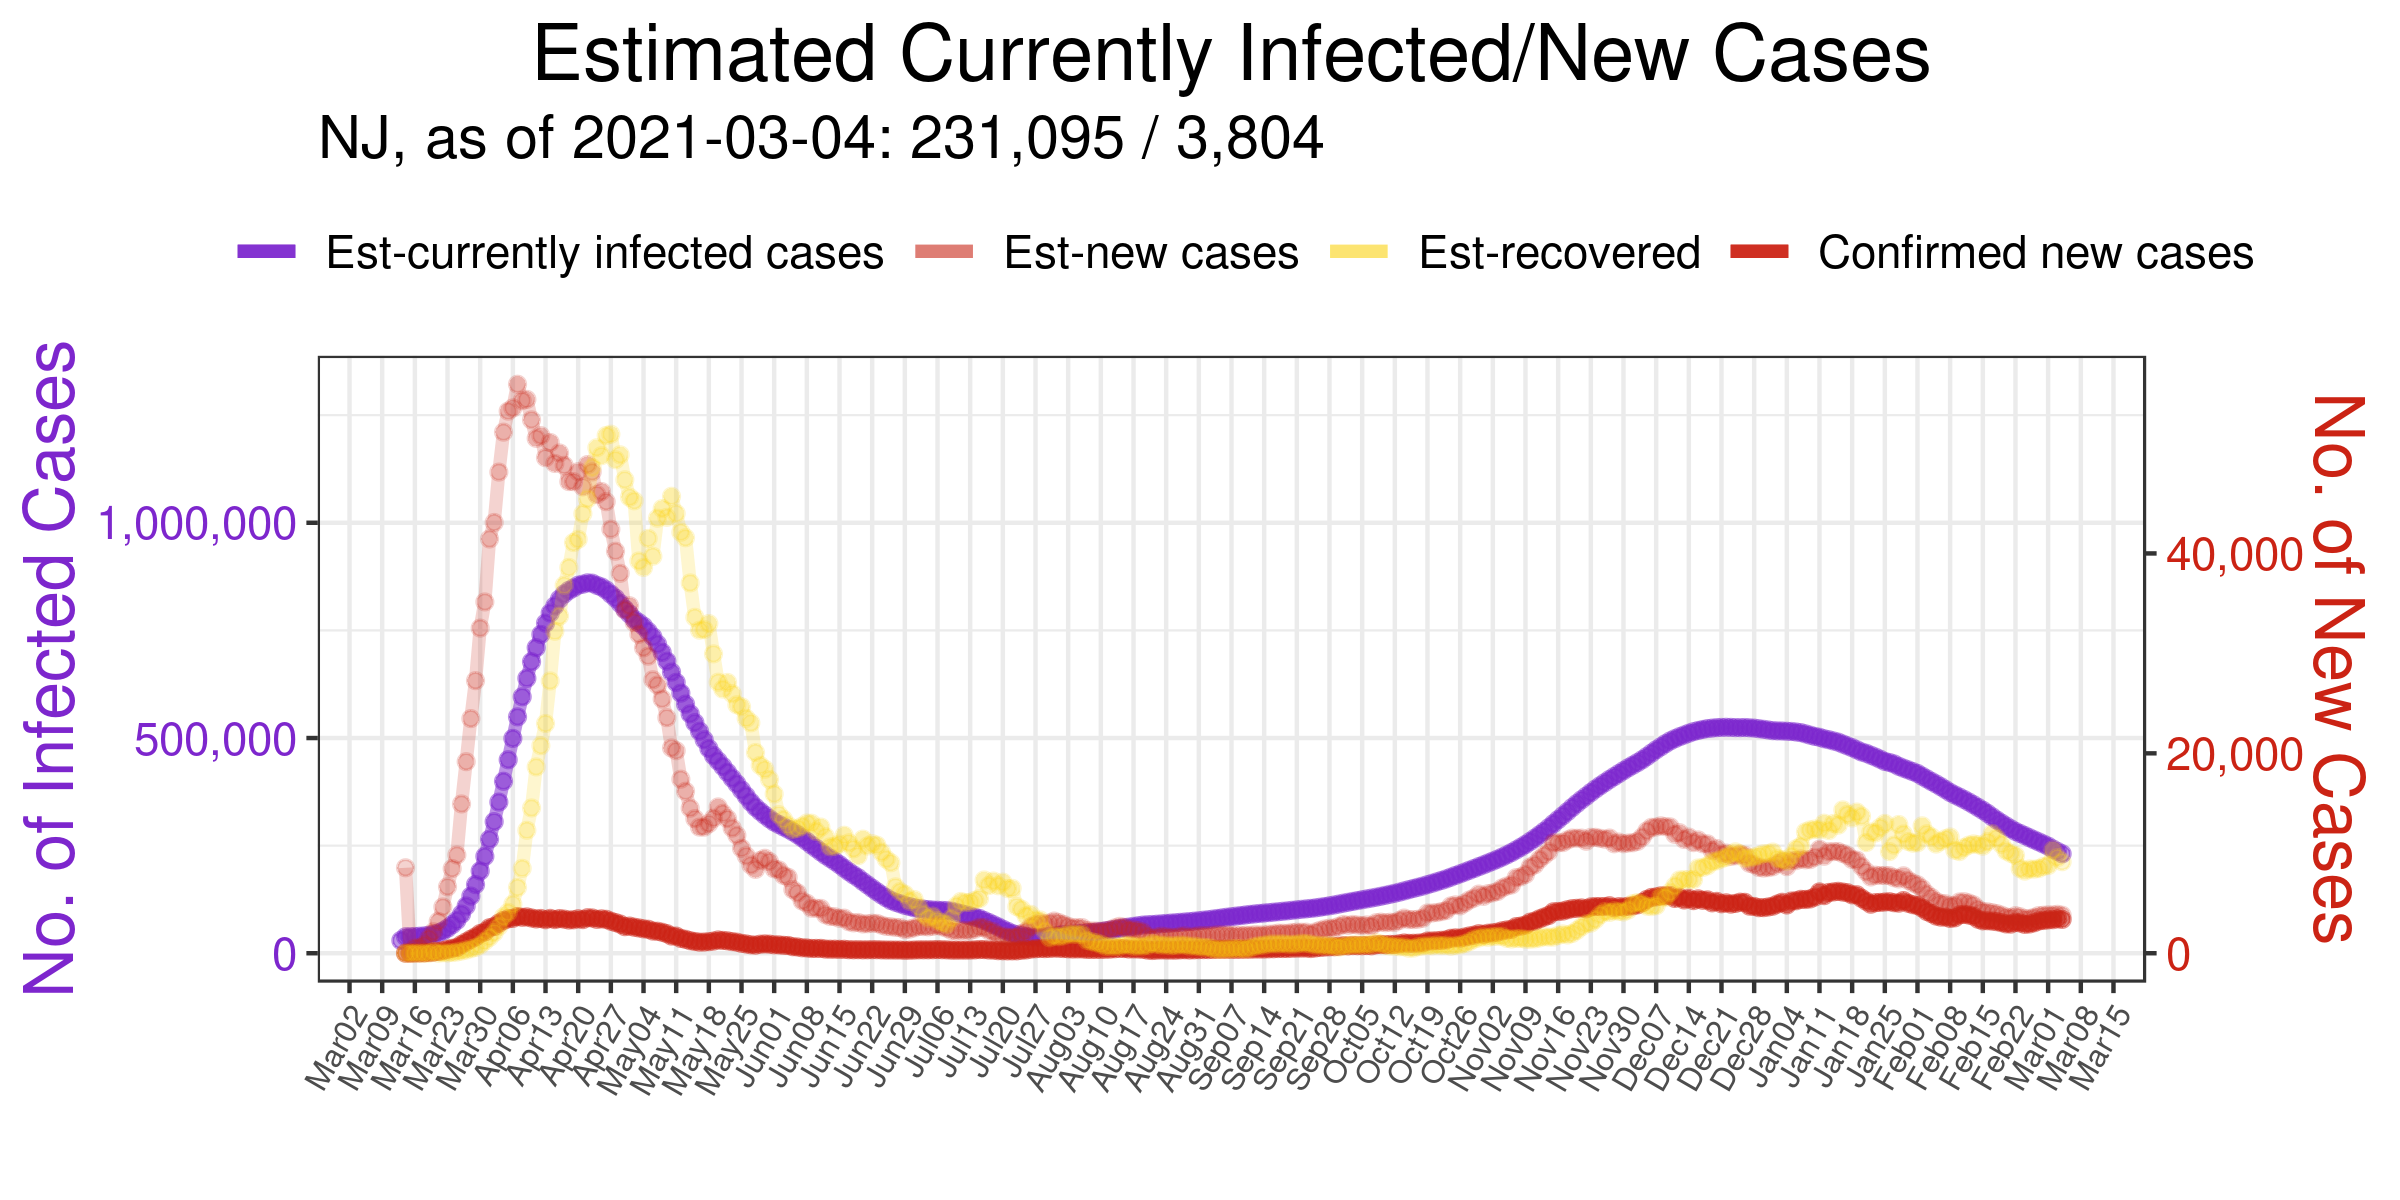 Estimated Currently Infected/New Cases
NJ, as of 2021-03-04: 231,095 / 3,804
Est-currently infected cases Est-new cases Est-recovered Confirmed new cases
No. of Infected Cases
1,000,000
500,000
0
40,000
20,000
0
No. of New Cases
Mar02 Mar09 Mar16 Mar23 Mar30 Apr06 Apr13 Apr20 Apr27 May04 May11 May18 May25 Jun01 Jun08 Jun15 Jun22 Jun29 Jul06 Jul13 Jul20 Jul27 Aug03 Aug10 Aug17 Aug24 Aug31 Sep07 Sep14 Sep21 Sep28 Oct05 Oct12 Oct19 Oct26 Nov02 Nov09 Nov16 Nov23 Nov30 Dec07 Dec14 Dec21 Dec28 Jan04 Jan11 Jan18 Jan25 Feb01 Feb08 Feb15 Feb22 Mar01 Mar08 Mar15